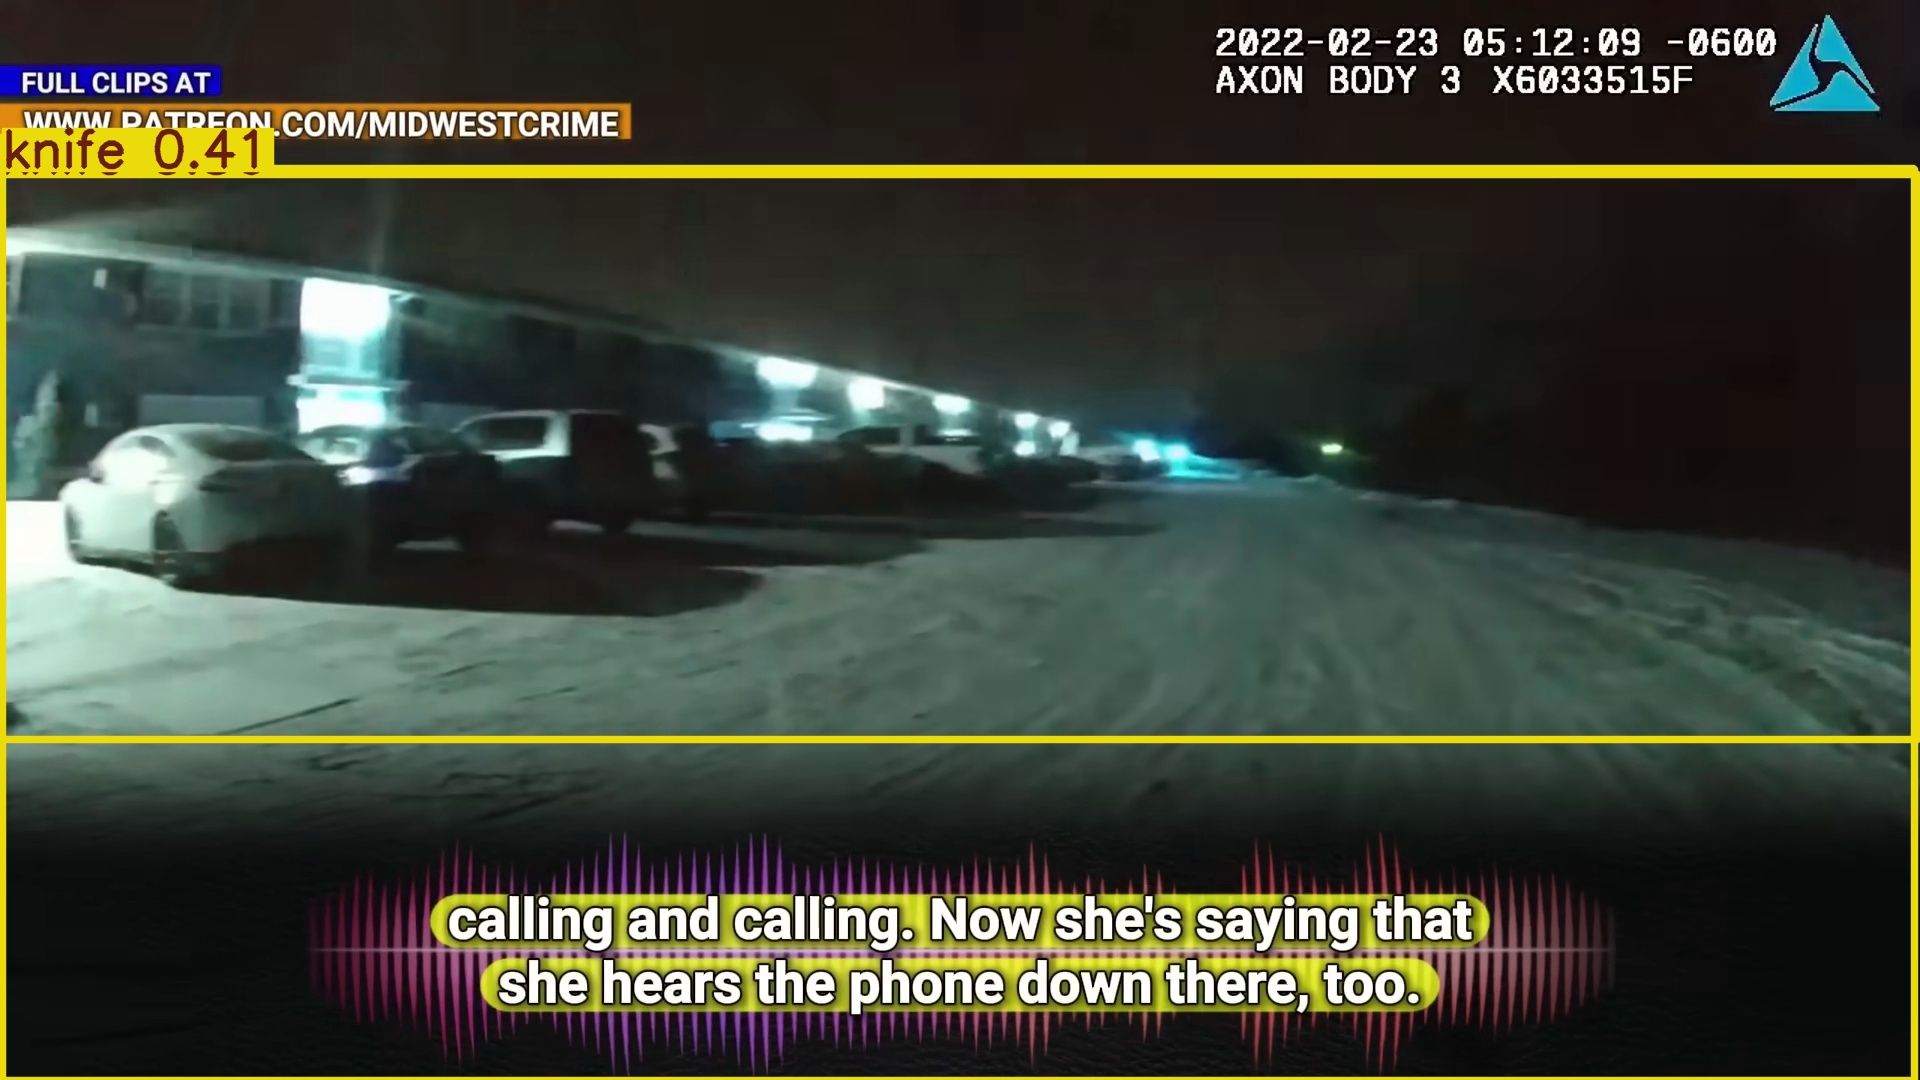 2022-02-23 05:12:09 -0600
AXON BODY 3 X6033515F
FULL CLIPS AT
WWW.PATREON.COM/MIDWESTCRIME
knife 0.41
calling and calling. Now she's saying that
she hears the phone down there, too.